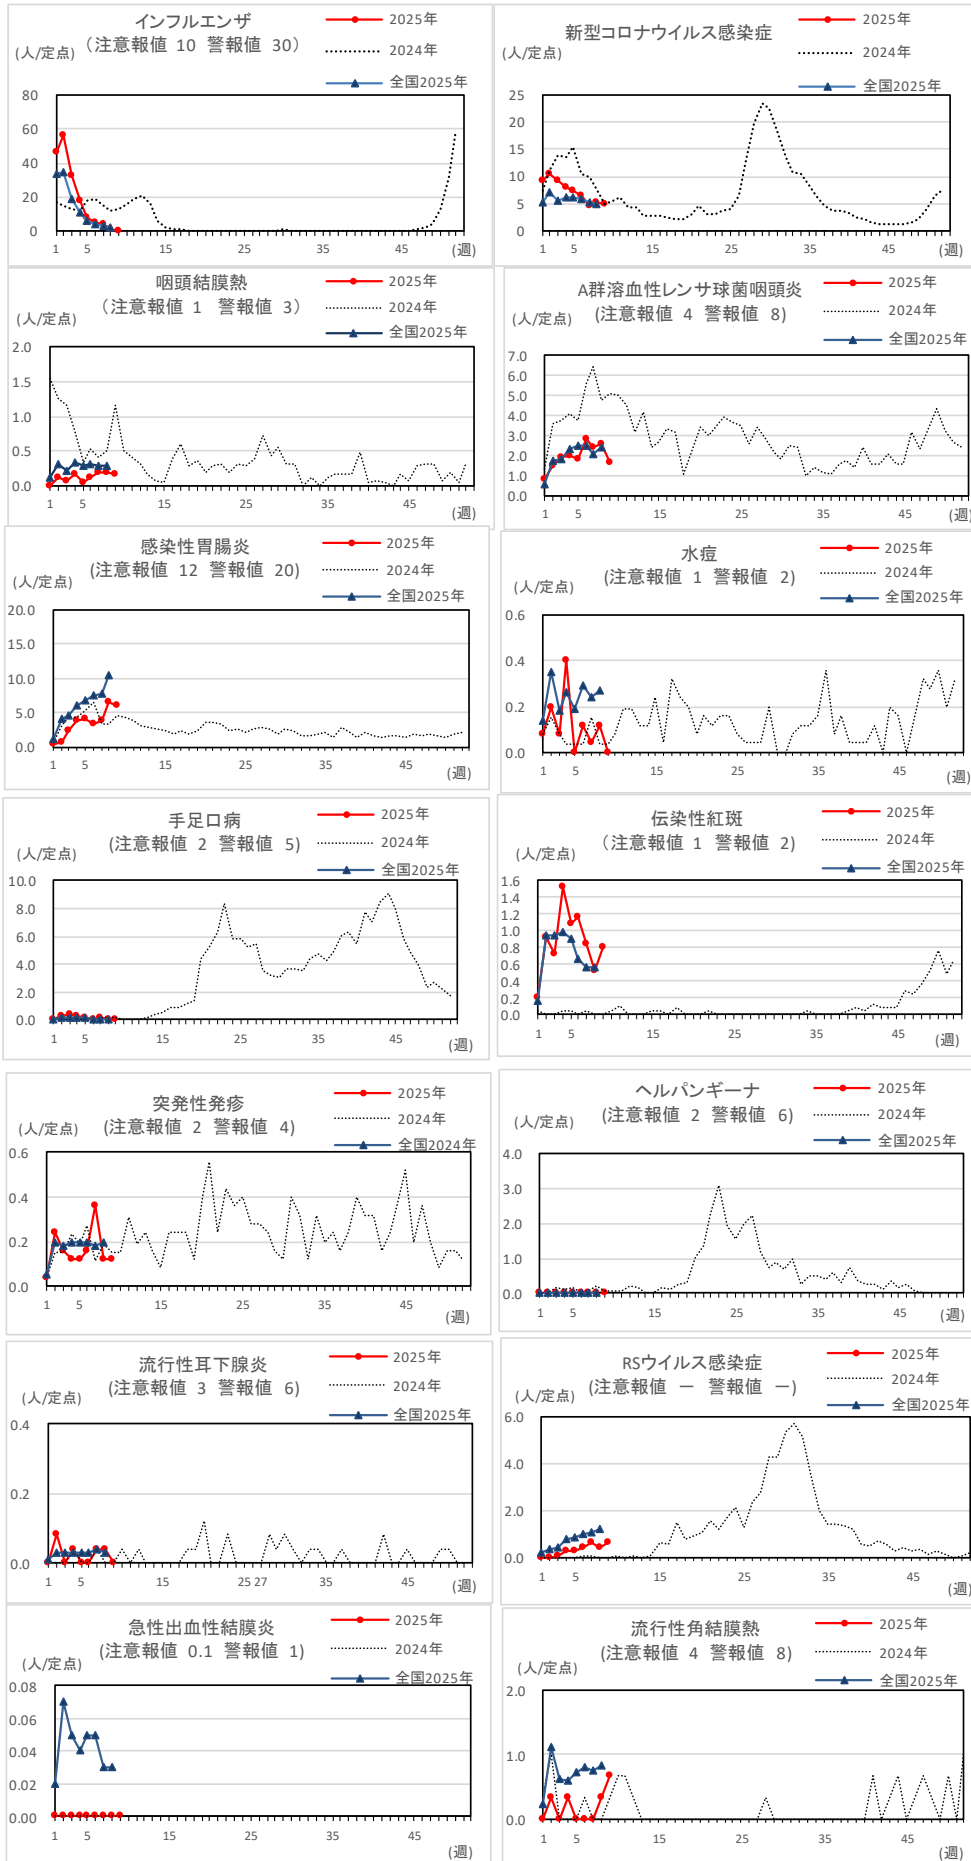 インフルエンザ
（注意報値 10 警報値 30）
(人/定点)
2025年
2024年
全国2025年
80
60
40
20
0
1
5
15
25
35
45
(週)
新型コロナウイルス感染症
(人/定点)
2025年
2024年
全国2025年
25
20
15
10
5
0
1
5
15
25
35
45
(週)
咽頭結膜熱
（注意報値 1 警報値 3）
(人/定点)
2025年
2024年
全国2025年
2.0
1.5
1.0
0.5
0.0
1
5
15
25
35
45
(週)
A群溶血性レンサ球菌咽頭炎
(注意報値 4 警報値 8)
(人/定点)
2025年
2024年
全国2025年
7.0
6.0
5.0
4.0
3.0
2.0
1.0
0.0
1
5
15
25
35
45
(週)
感染性胃腸炎
(注意報値 12 警報値 20)
(人/定点)
2025年
2024年
全国2025年
20.0
15.0
10.0
5.0
0.0
1
5
15
25
35
45
(週)
水痘
(注意報値 1 警報値 2)
(人/定点)
2025年
2024年
全国2025年
0.6
0.4
0.2
0.0
1
5
15
25
35
45
(週)
手足口病
(注意報値 2 警報値 5)
(人/定点)
2025年
2024年
全国2025年
10.0
8.0
6.0
4.0
2.0
0.0
1
5
15
25
35
45
(週)
伝染性紅斑
（注意報値 1 警報値 2)
(人/定点)
2025年
2024年
全国2025年
1.6
1.4
1.2
1.0
0.8
0.6
0.4
0.2
0.0
1
5
15
25
35
45
(週)
突発性発疹
(注意報値 2 警報値 4)
(人/定点)
2025年
2024年
全国2024年
0.6
0.4
0.2
0.0
1
5
15
25
35
45
(週)
ヘルパンギーナ
(注意報値 2 警報値 6)
(人/定点)
2025年
2024年
全国2025年
4.0
3.0
2.0
1.0
0.0
1
5
15
25
35
45
(週)
流行性耳下腺炎
(注意報値 3 警報値 6)
(人/定点)
2025年
2024年
全国2025年
0.4
0.2
0.0
1
5
15
25 27
35
45
(週)
RSウイルス感染症
(注意報値 － 警報値 －)
(人/定点)
2025年
2024年
全国2025年
6.0
4.0
2.0
0.0
1
5
15
25
35
45
(週)
急性出血性結膜炎
(注意報値 0.1 警報値 1)
(人/定点)
2025年
2024年
全国2025年
0.08
0.06
0.04
0.02
0.00
1
5
15
25
35
45
(週)
流行性角結膜熱
(注意報値 4 警報値 8)
(人/定点)
2025年
2024年
全国2025年
2.0
1.0
0.0
1
5
15
25
35
45
(週)